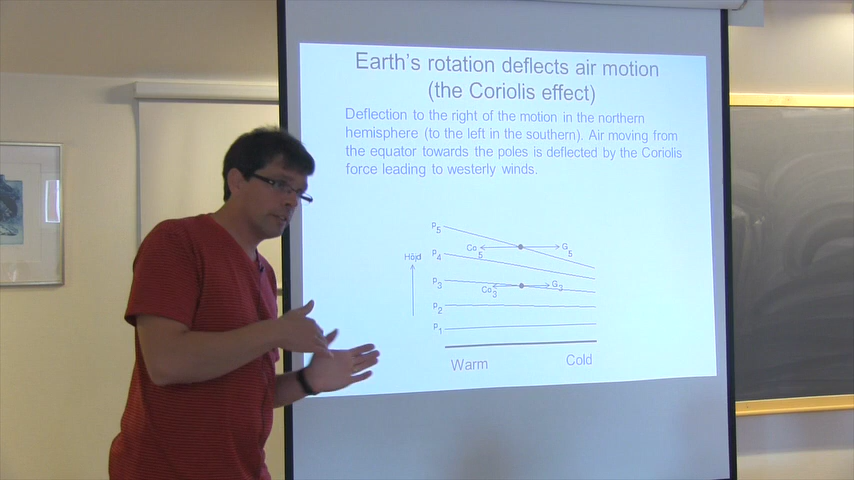 Earth's rotation deflects air motion
(the Coriolis effect)
Deflection to the right of the motion in the northern
hemisphere (to the left in the southern). Air moving from
the equator towards the poles is deflected by the Coriolis
force leading to westerly winds.
p5
Co5
G5
Höjd
p4
p3
Co3
G3
p2
p1
Warm
Cold